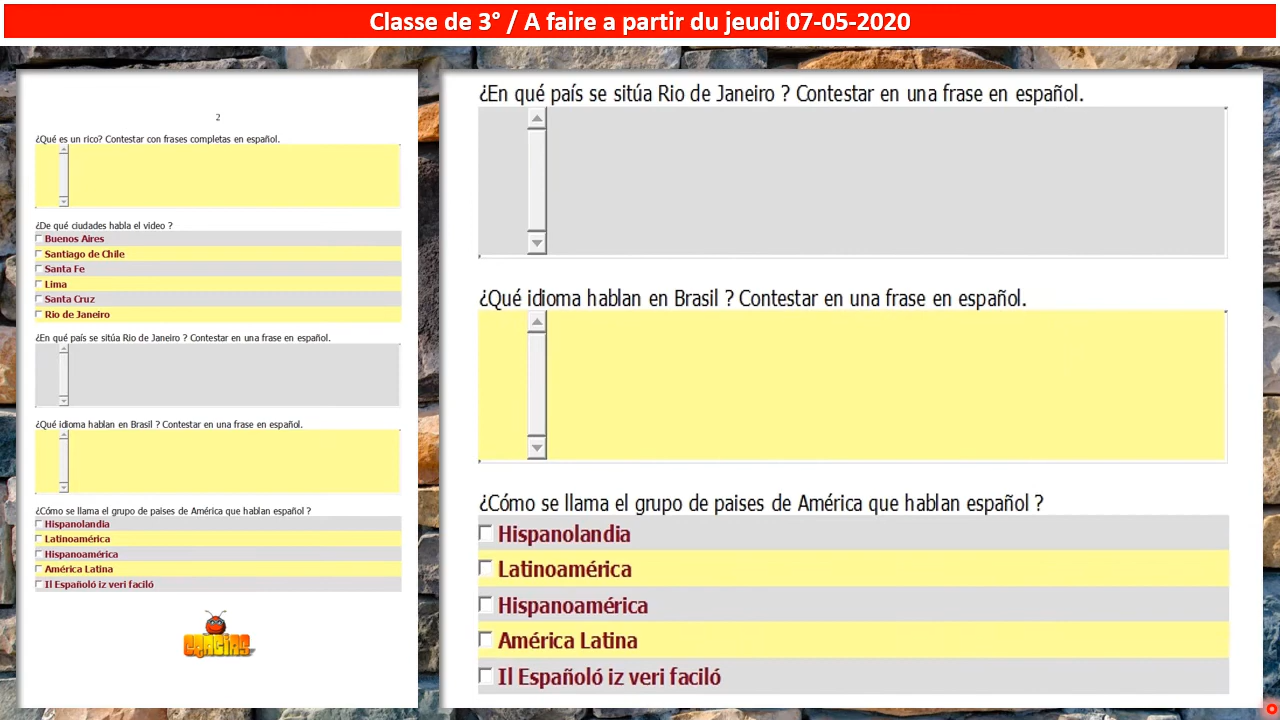 Classe de 3° / A faire a partir du jeudi 07-05-2020
2
¿Qué es un rico? Contestar con frases completas en español.
¿De qué ciudades habla el video ?
Buenos Aires
Santiago de Chile
Santa Fe
Lima
Santa Cruz
Rio de Janeiro
¿En qué país se sitúa Rio de Janeiro ? Contestar en una frase en español.
¿Qué idioma hablan en Brasil ? Contestar en una frase en español.
¿Cómo se llama el grupo de paises de América que hablan español ?
Hispanolandia
Latinoamérica
Hispanoamérica
América Latina
Il Españoló iz veri faciló
GRACIAS
¿En qué país se sitúa Rio de Janeiro ? Contestar en una frase en español.
¿Qué idioma hablan en Brasil ? Contestar en una frase en español.
¿Cómo se llama el grupo de paises de América que hablan español ?
Hispanolandia
Latinoamérica
Hispanoamérica
América Latina
Il Españoló iz veri faciló